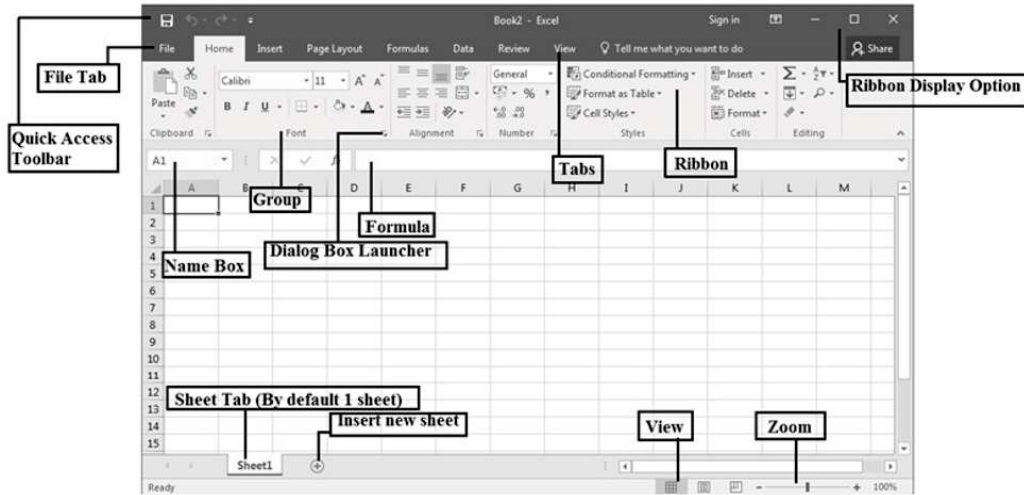 Book2 - Excel
Sign in
File Home Insert Page Layout Formulas Data Review View Tell me what you want to do Share
File Tab
Ribbon Display Option
Calibri 11 General Conditional Formatting Insert
Paste B I U % Format as Table Delete
Cell Styles Format
Clipboard Font Alignment Number Styles Cells Editing
Quick Access
Toolbar
Tabs
Ribbon
A1
A B C D E F G H I J K L M
Group
Formula
Dialog Box Launcher
Name Box
1
2
3
4
5
6
7
8
9
10
11
12
13
14
15
Sheet Tab (By default 1 sheet)
Insert new sheet
View
Zoom
Sheet1
Ready
100%